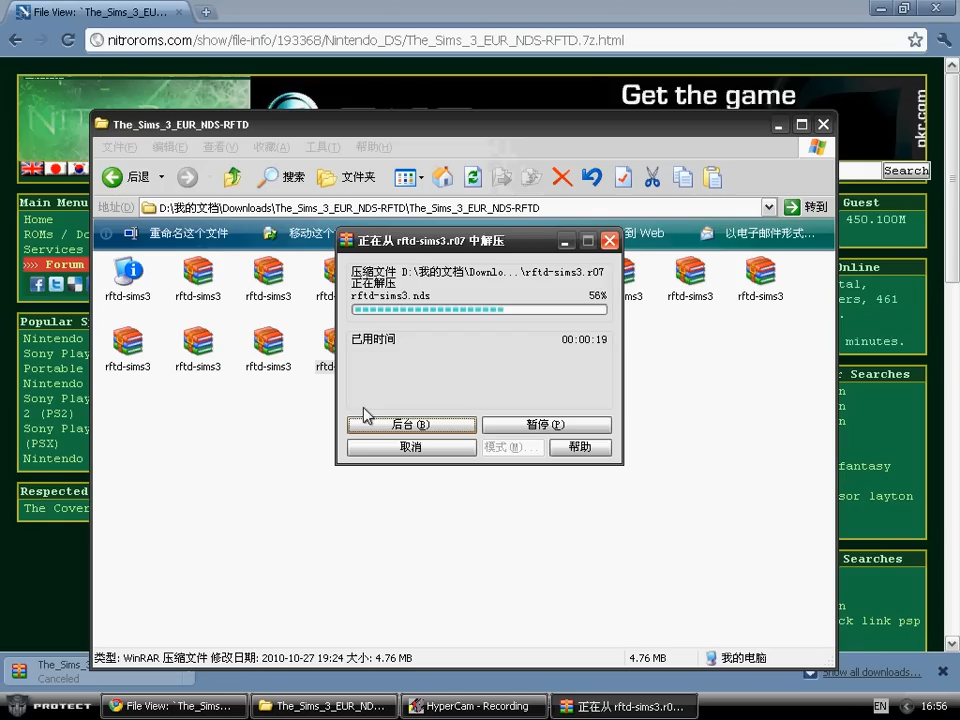 File View: `The_Sims_3_EU...
nitroroms.com/show/file-info/193368/Nintendo_DS/The_Sims_3_EUR_NDS-RFTD.7z.html
Get the game
nkr.com
Search
The_Sims_3_EUR_NDS-RFTD
文件(F) 编辑(E) 查看(V) 收藏(A) 工具(T) 帮助(H)
后退 搜索 文件夹
地址(D) D:\我的文档\Downloads\The_Sims_3_EUR_NDS-RFTD\The_Sims_3_EUR_NDS-RFTD 转到
重命名这个文件 移动这个 到 Web 以电子邮件形式...
Main Menu
Home
ROMs / Do
Services
>>> Forum
Popular S
Nintendo
Sony Play
Portable
Nintendo
Sony Play
2 (PS2)
Sony Play
(PSX)
Nintendo
Respected
The Cover
rftd-sims3 rftd-sims3 rftd-sims3 rftd-sims3 rftd-sims3
rftd-sims3 rftd-sims3 rftd-sims3
正在从 rftd-sims3.r07 中解压
压缩文件 D:\我的文档\Downlo...\rftd-sims3.r07
正在解压
rftd-sims3.nds 56%
已用时间 00:00:19
后台(B) 暂停(P)
取消 模式(M)... 帮助
Guest
450.100M
Online
tal,
ers, 461
minutes.
r Searches
fantasy
sor layton
Searches
ck link psp
类型: WinRAR 压缩文件 修改日期: 2010-10-27 19:24 大小: 4.76 MB 4.76 MB 我的电脑
The_Sims_
Canceled
Show all downloads...
PROTECT File View: `The_Sims... The_Sims_3_EUR_ND... HyperCam - Recording 正在从 rftd-sims3.r0... EN 16:56